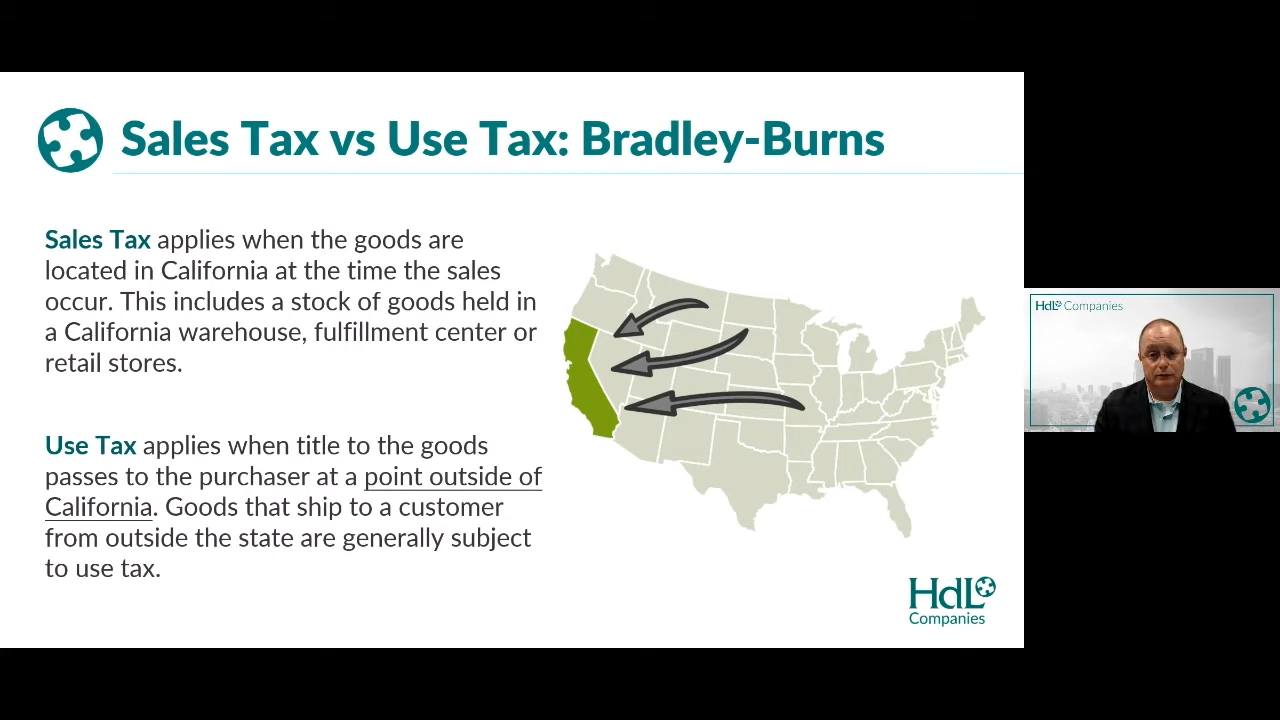 Sales Tax vs Use Tax: Bradley-Burns
Sales Tax applies when the goods are
located in California at the time the sales
occur. This includes a stock of goods held in
a California warehouse, fulfillment center or
retail stores.
Use Tax applies when title to the goods
passes to the purchaser at a point outside of
California. Goods that ship to a customer
from outside the state are generally subject
to use tax.
HdL
Companies
HdL Companies